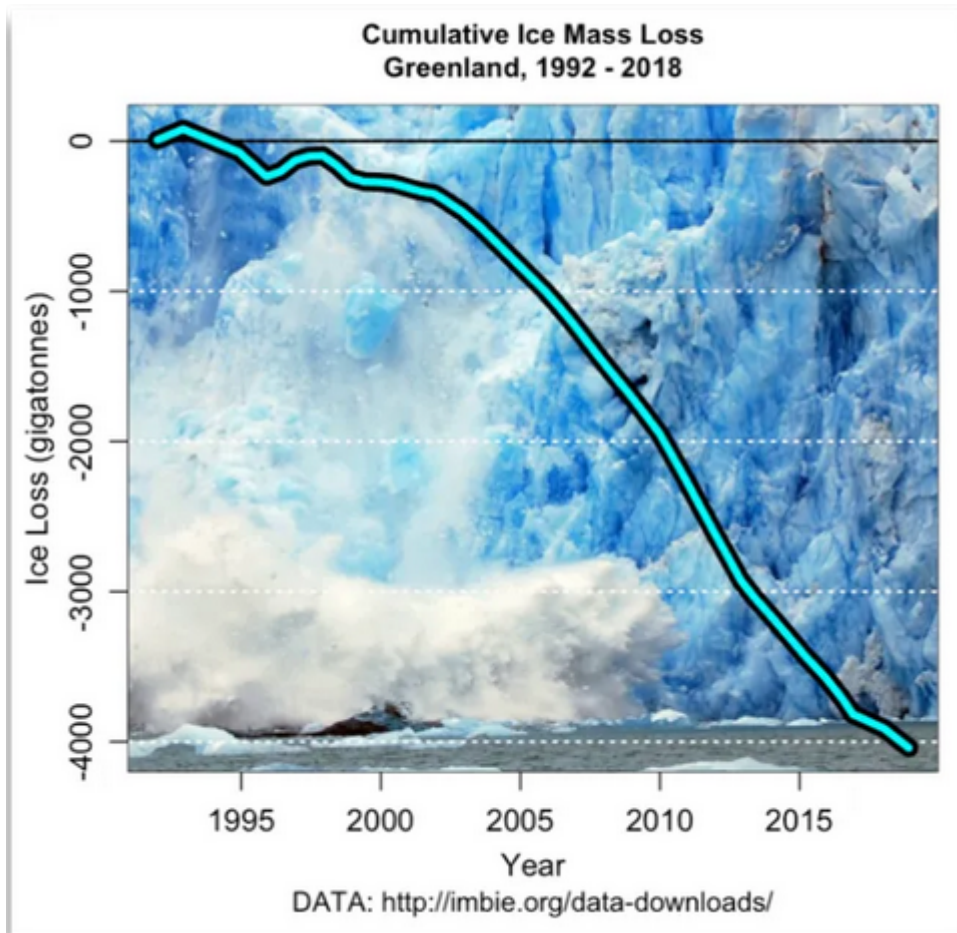 Cumulative Ice Mass Loss
Greenland, 1992 - 2018
Ice Loss (gigatonnes)
0
-1000
-2000
-3000
-4000
1995 2000 2005 2010 2015
Year
DATA: http://imbie.org/data-downloads/